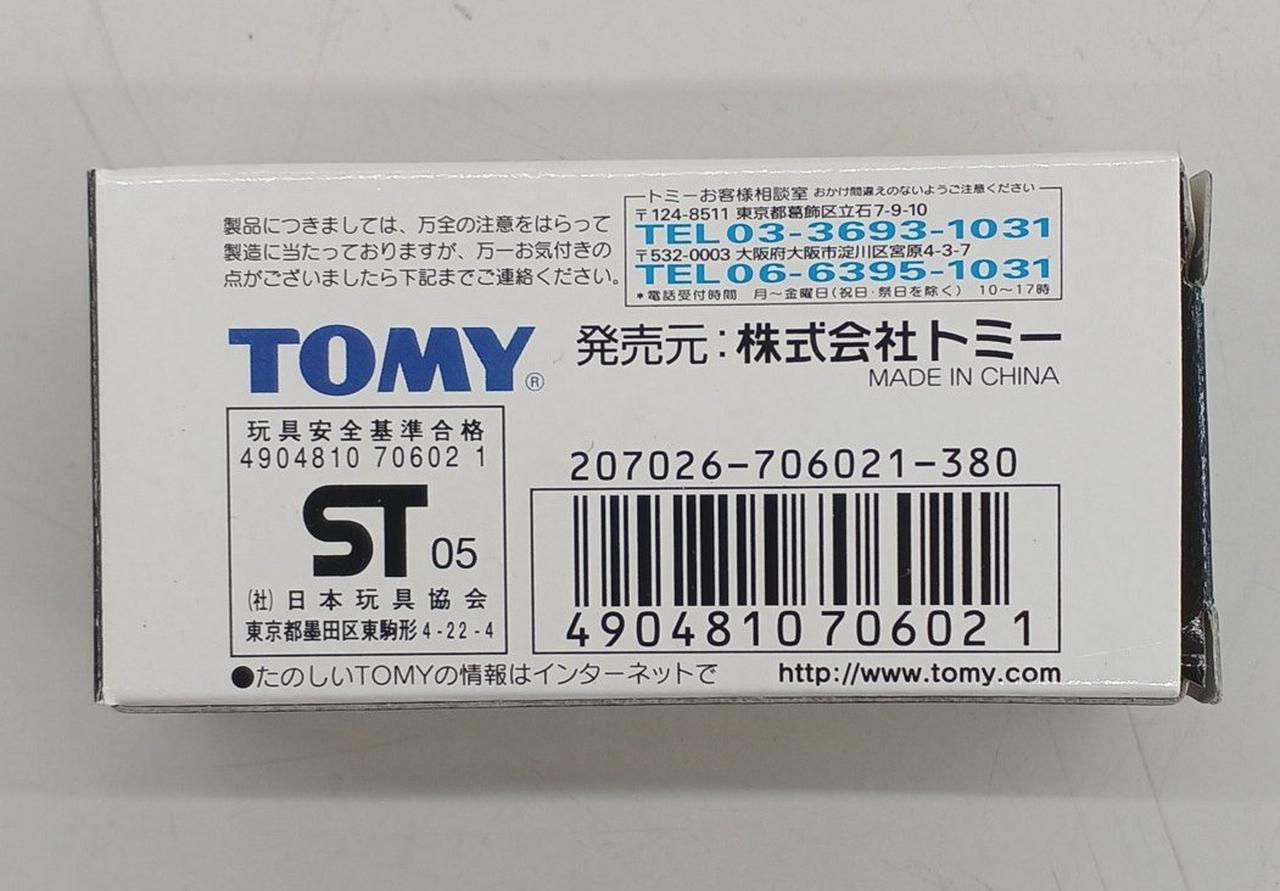 製品につきましては、万全の注意をはらって
製造に当たっておりますが、万一お気付きの
点がございましたら下記までご連絡ください。
トミーお客様相談室 おかけ間違えのないようご注意ください
〒124-8511 東京都葛飾区立石7-9-10
TEL03-3693-1031
〒532-0003 大阪府大阪市淀川区宮原4-3-7
TEL06-6395-1031
*電話受付時間 月〜金曜日(祝日・祭日を除く) 10〜17時
TOMY®
発売元:株式会社トミー
MADE IN CHINA
玩具安全基準合格
4904810 70602 1
ST 05
(社)日本玩具協会
東京都墨田区東駒形4-22-4
207026-706021-380
4904810 706021
●たのしいTOMYの情報はインターネットで http://www.tomy.com